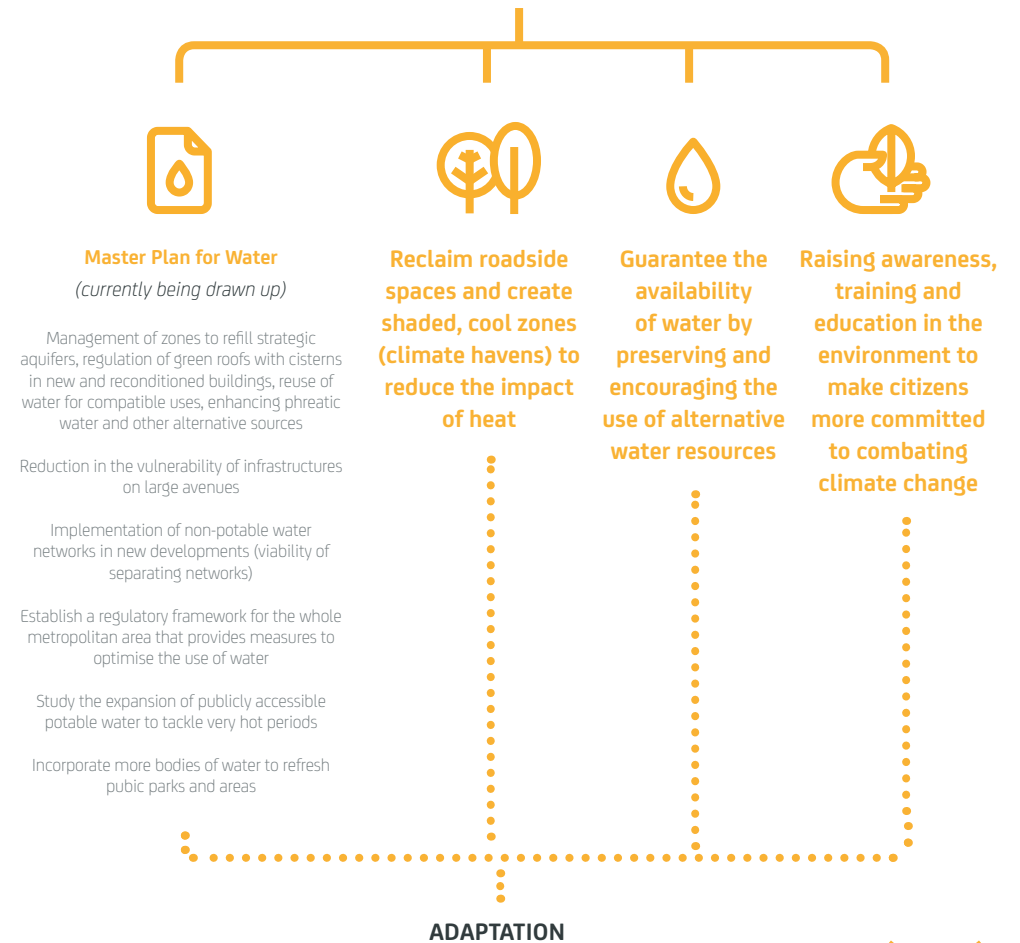 Master Plan for Water
(currently being drawn up)
Management of zones to refill strategic
aquifers, regulation of green roofs with cisterns
in new and reconditioned buildings, reuse of
water for compatible uses, enhancing phreatic
water and other alternative sources
Reduction in the vulnerability of infrastructures
on large avenues
Implementation of non-potable water
networks in new developments (viability of
separating networks)
Establish a regulatory framework for the whole
metropolitan area that provides measures to
optimise the use of water
Study the expansion of publicly accessible
potable water to tackle very hot periods
Incorporate more bodies of water to refresh
pubic parks and areas
Reclaim roadside
spaces and create
shaded, cool zones
(climate havens) to
reduce the impact
of heat
Guarantee the
availability
of water by
preserving and
encouraging the
use of alternative
water resources
Raising awareness,
training and
education in the
environment to
make citizens
more committed
to combating
climate change
ADAPTATION